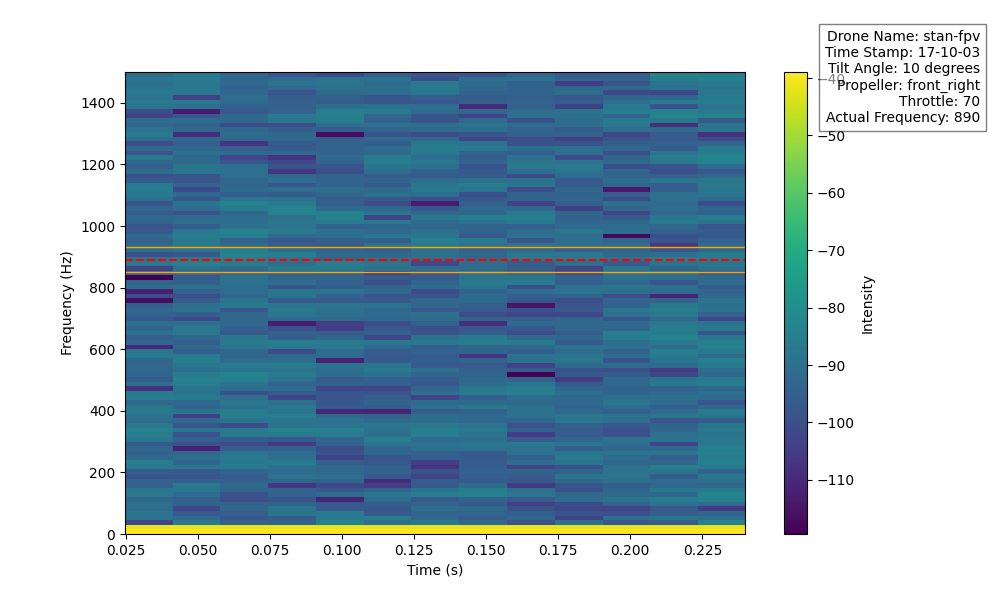 Drone Name: stan-fpv
Time Stamp: 17-10-03
Tilt Angle: 10 degrees
Propeller: front_right
Throttle: 70
Actual Frequency: 890
1400
1200
1000
800
600
400
200
0
Frequency (Hz)
0.025 0.050 0.075 0.100 0.125 0.150 0.175 0.200 0.225
Time (s)
−40
−50
−60
−70
−80
−90
−100
−110
Intensity